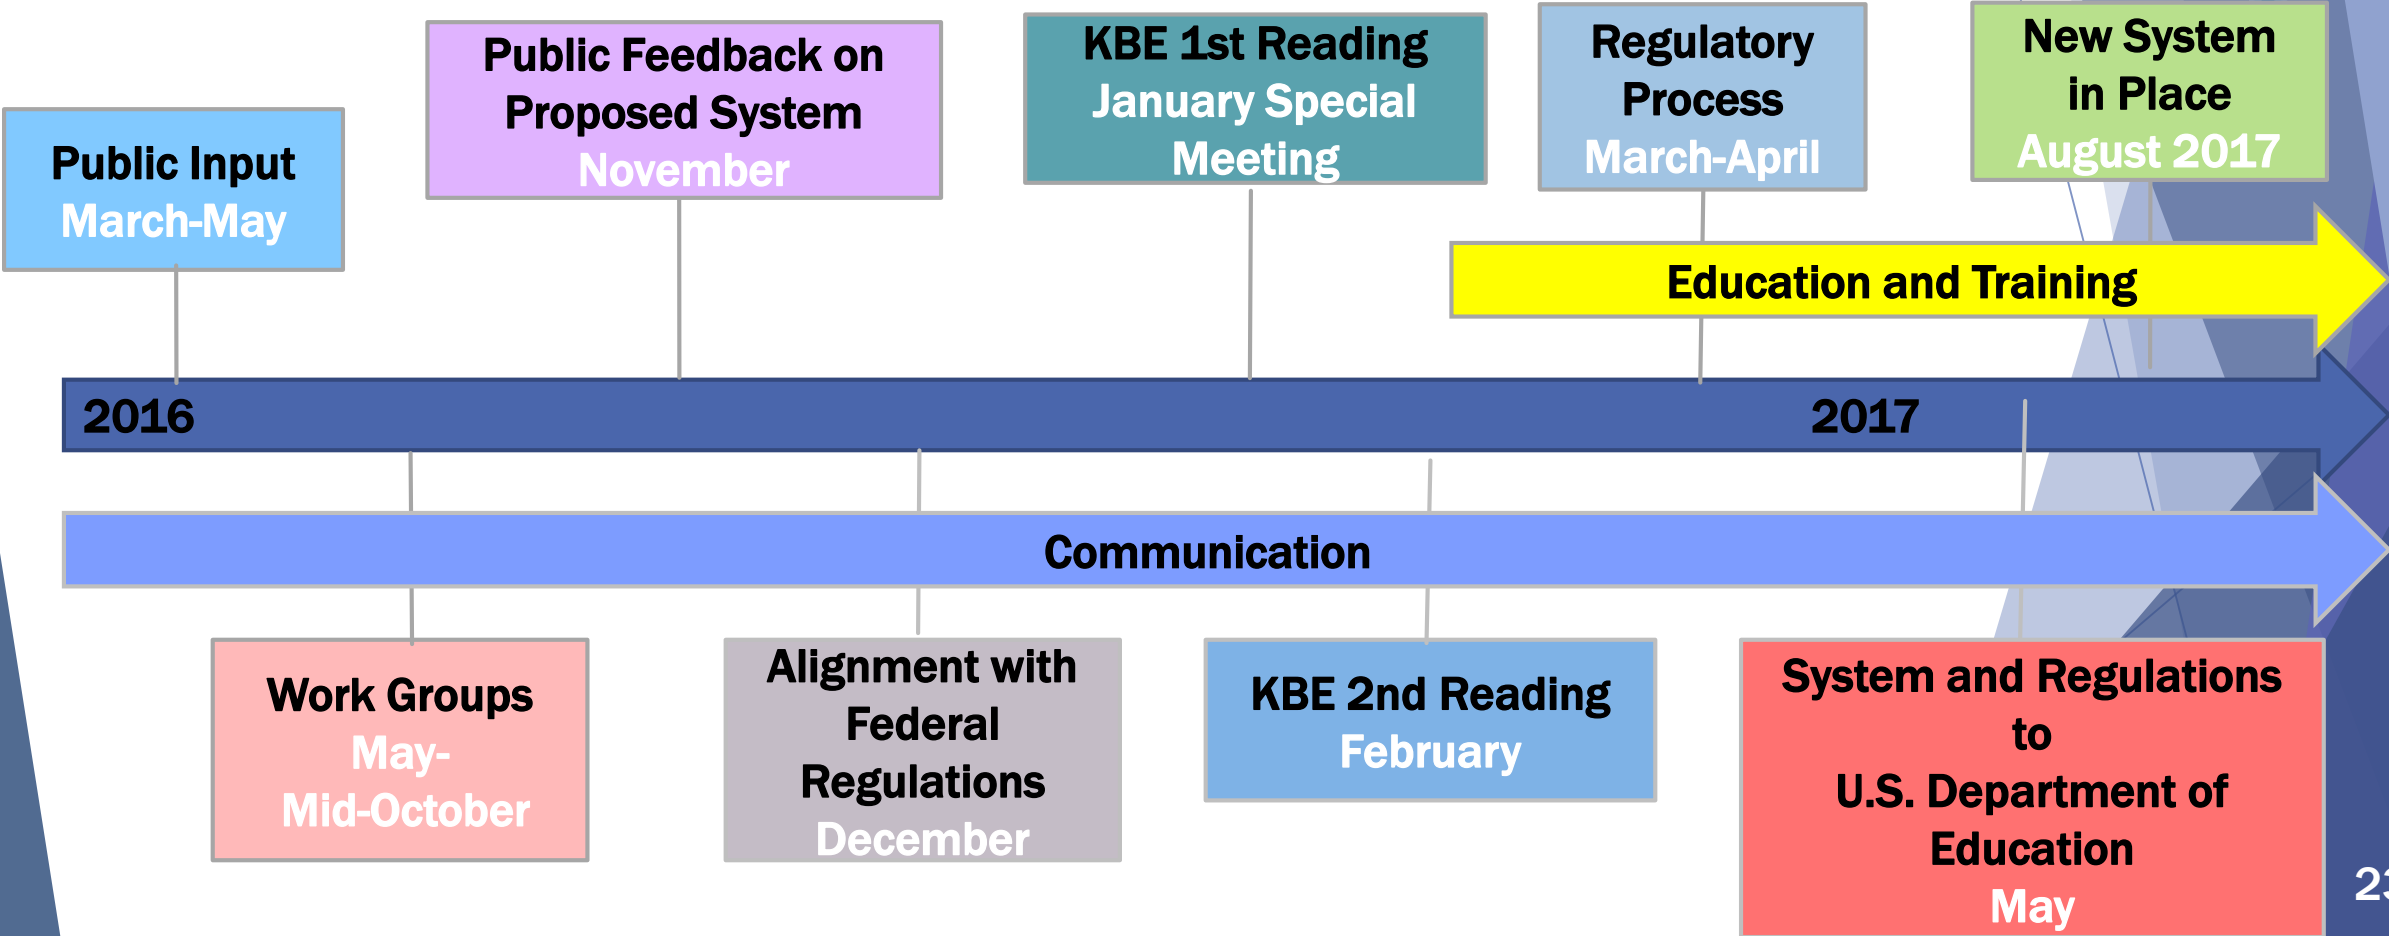 Public Input
March-May
Public Feedback on
Proposed System
November
KBE 1st Reading
January Special
Meeting
Regulatory
Process
March-April
New System
in Place
August 2017
Education and Training
2016
2017
Communication
Work Groups
May-
Mid-October
Alignment with
Federal
Regulations
December
KBE 2nd Reading
February
System and Regulations
to
U.S. Department of
Education
May